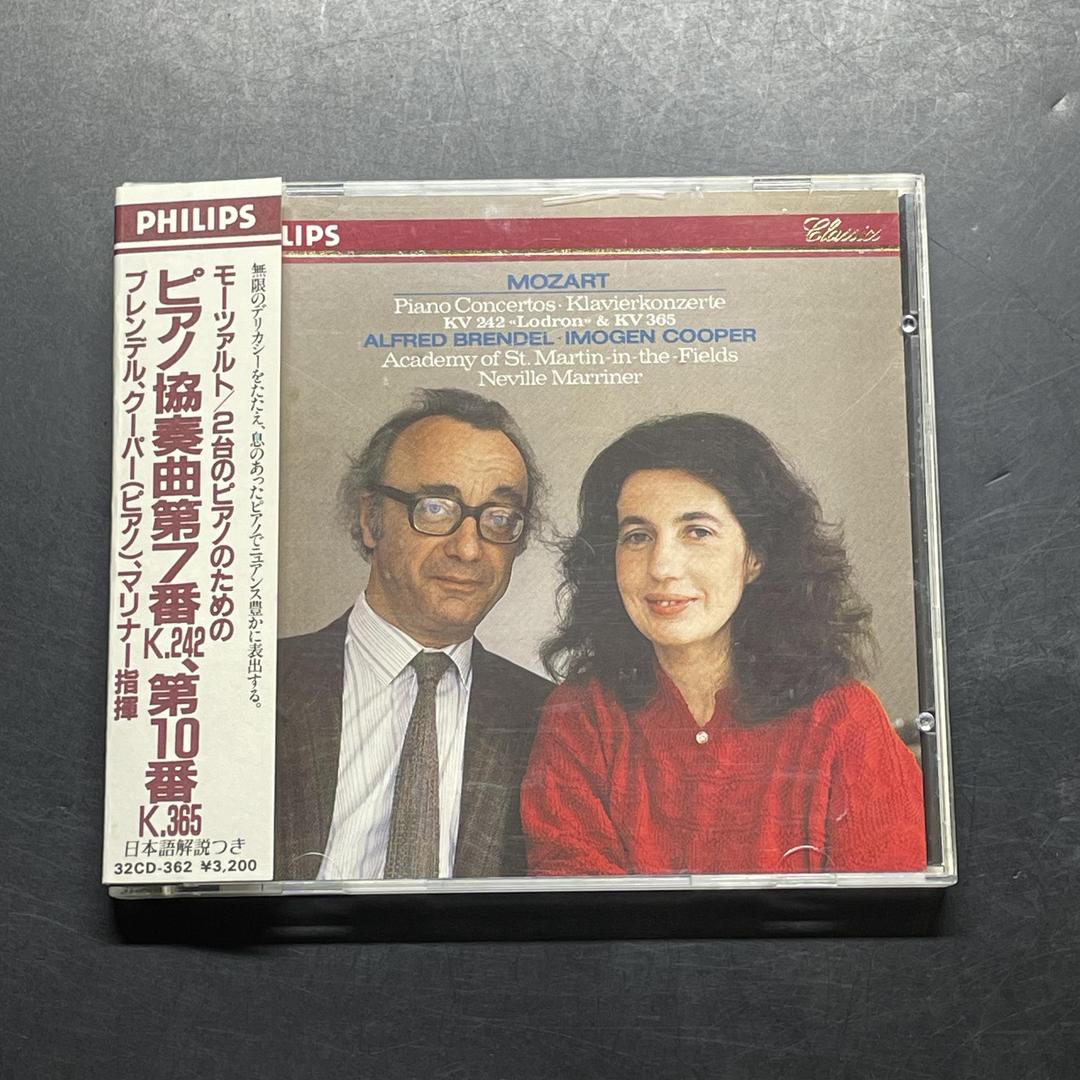 PHILIPS
無限のデリカシーをたたえ、息のあったピアノでニュアンス豊かに表出する。
モーツァルト/2台のピアノのための
ピアノ協奏曲第7番K.242、第10番K.365
ブレンデル、クーパー(ピアノ)、マリナー指揮
日本語解説つき
32CD-362 ¥3,200
LIPS
Classics
MOZART
Piano Concertos · Klavierkonzerte
KV 242 «Lodron» & KV 365
ALFRED BRENDEL · IMOGEN COOPER
Academy of St. Martin-in-the-Fields
Neville Marriner